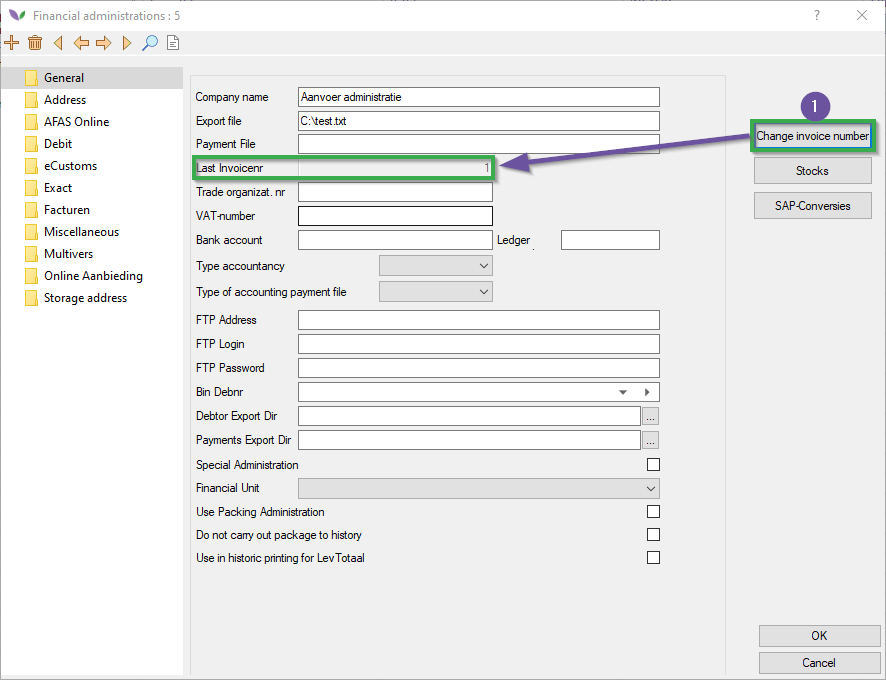 Financial administrations : 5
?
General
Address
AFAS Online
Debit
eCustoms
Exact
Facturen
Miscellaneous
Multivers
Online Aanbieding
Storage address
Company name Aanvoer administratie
Export file C:\test.txt
Payment File
Last Invoicenr 1
Trade organizat. nr
VAT-number
Bank account Ledger
Type accountancy
Type of accounting payment file
FTP Address
FTP Login
FTP Password
Bin Debnr
Debtor Export Dir ...
Payments Export Dir ...
Special Administration
Financial Unit
Use Packing Administration
Do not carry out package to history
Use in historic printing for LevTotaal
1
Change invoice number
Stocks
SAP-Conversies
OK
Cancel